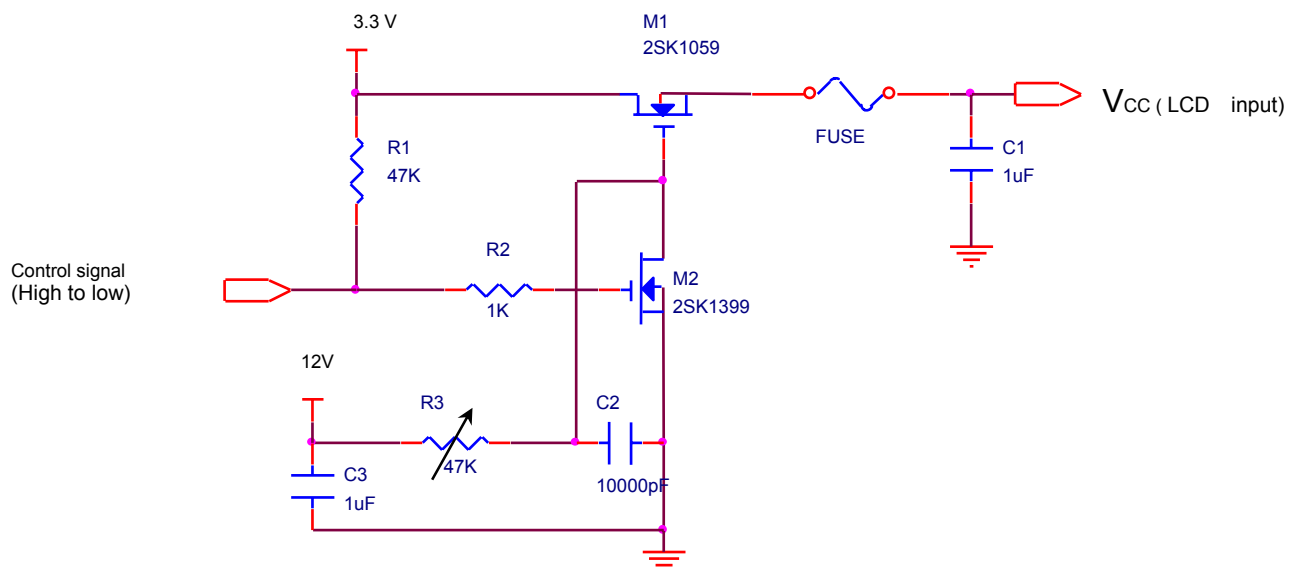 3.3 V
M1
2SK1059
FUSE
VCC ( LCD input)
R1
47K
C1
1uF
Control signal
(High to low)
R2
1K
M2
2SK1399
12V
R3
47K
C2
10000pF
C3
1uF